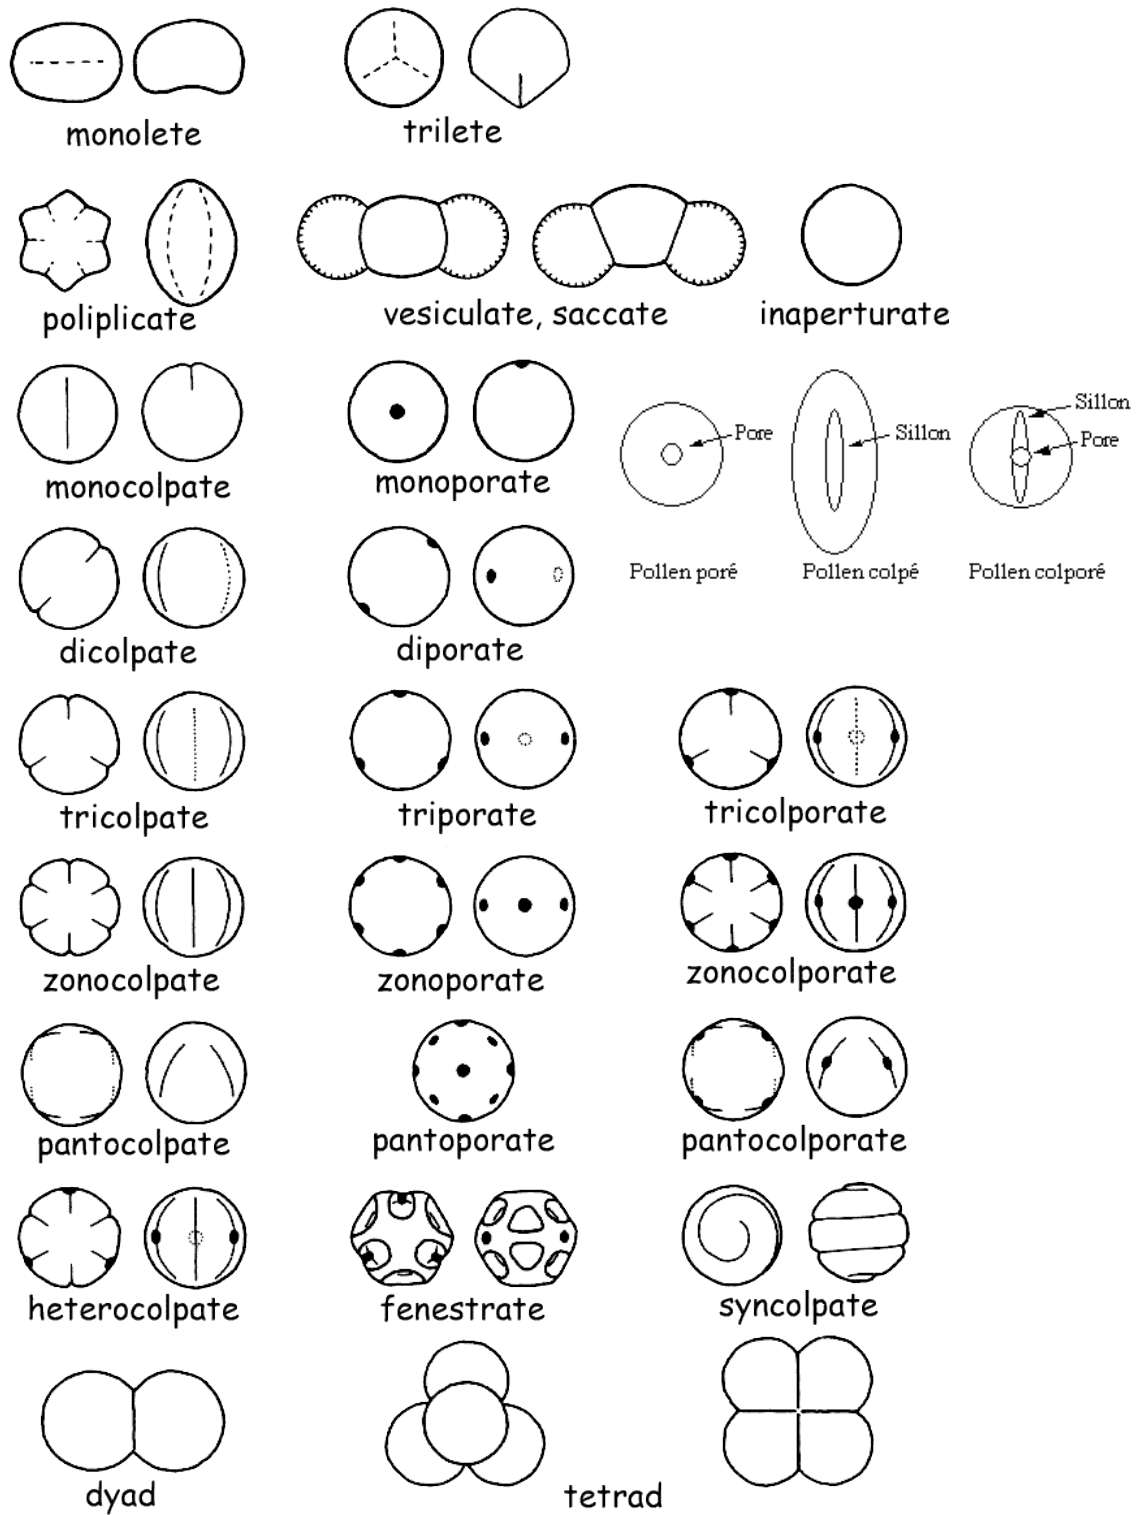 monolete
trilete
poliplicate
vesiculate, saccate
inaperturate
monocolpate
monoporate
Pore
Sillon
Sillon
Pore
Pollen poré
Pollen colpé
Pollen colporé
dicolpate
diporate
tricolpate
triporate
tricolporate
zonocolpate
zonoporate
zonocolporate
pantocolpate
pantoporate
pantocolporate
heterocolpate
fenestrate
syncolpate
dyad
tetrad